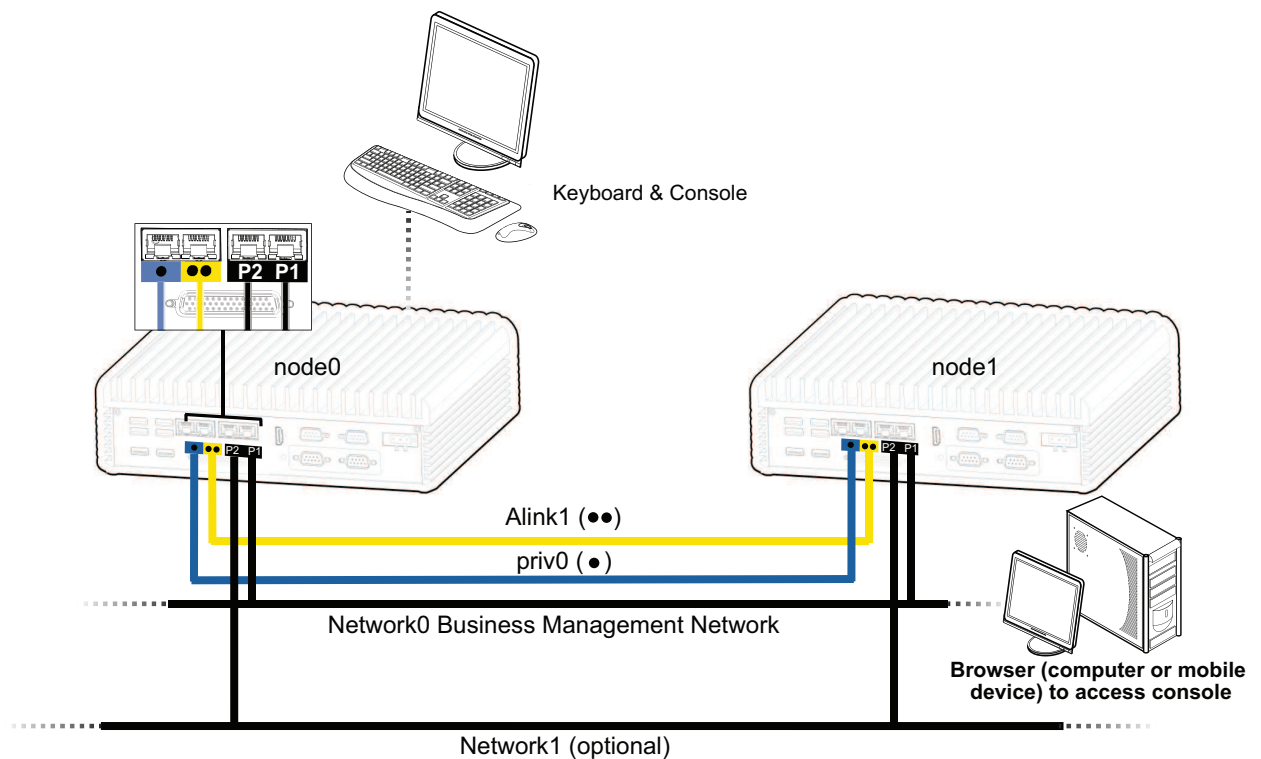 Keyboard & Console
P2 P1
node0
node1
P2 P1
P2 P1
Alink1 (●●)
priv0 (●)
Network0 Business Management Network
Browser (computer or mobile
device) to access console
Network1 (optional)